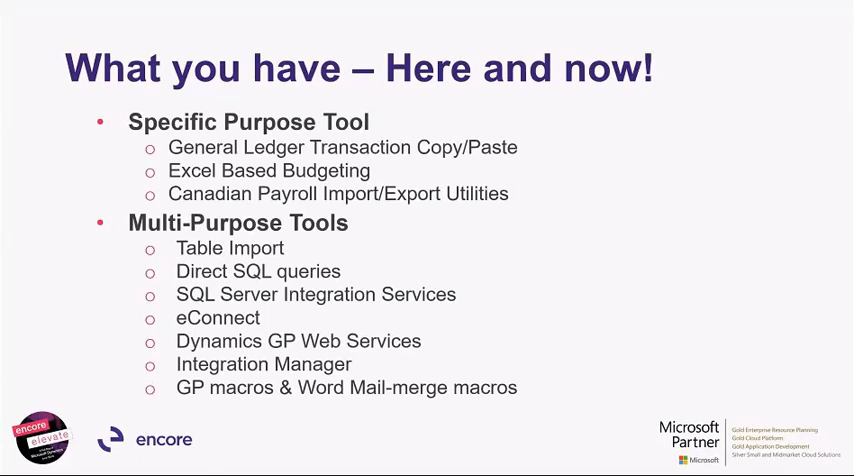 What you have – Here and now!
• Specific Purpose Tool
o General Ledger Transaction Copy/Paste
o Excel Based Budgeting
o Canadian Payroll Import/Export Utilities
• Multi-Purpose Tools
o Table Import
o Direct SQL queries
o SQL Server Integration Services
o eConnect
o Dynamics GP Web Services
o Integration Manager
o GP macros & Word Mail-merge macros
encore
elevate
Microsoft Dynamics
encore
Microsoft
Partner
Microsoft
Gold Enterprise Resource Planning
Gold Cloud Platform
Gold Application Development
Silver Small and Midmarket Cloud Solutions